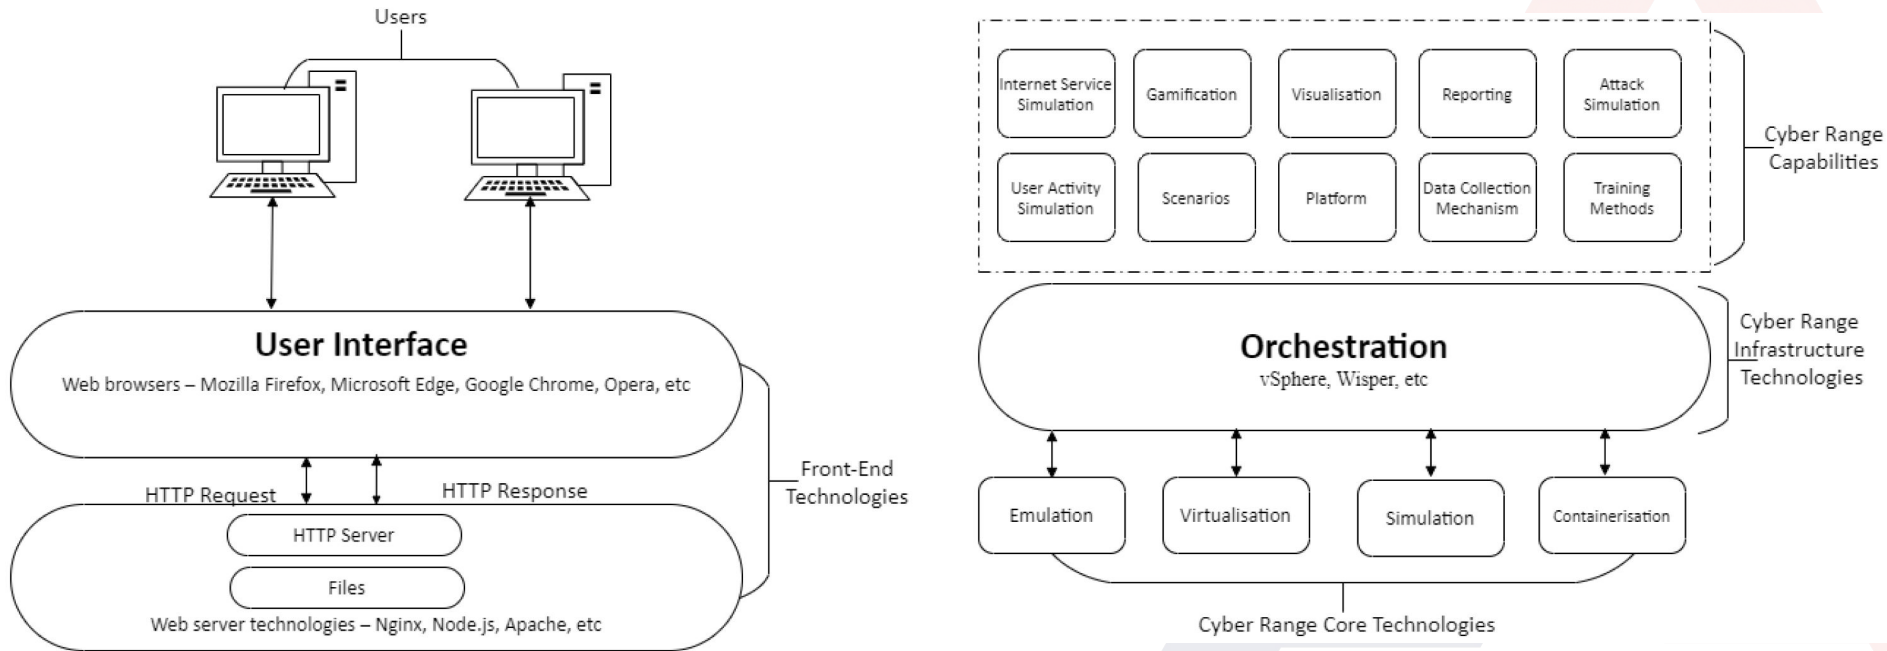 Users
User Interface
Web browsers – Mozilla Firefox, Microsoft Edge, Google Chrome, Opera, etc
HTTP Request
HTTP Response
HTTP Server
Files
Web server technologies – Nginx, Node.js, Apache, etc
Front-End
Technologies
Internet Service
Simulation
Gamification
Visualisation
Reporting
Attack
Simulation
User Activity
Simulation
Scenarios
Platform
Data Collection
Mechanism
Training
Methods
Cyber Range
Capabilities
Orchestration
vSphere, Wisper, etc
Cyber Range
Infrastructure
Technologies
Emulation
Virtualisation
Simulation
Containerisation
Cyber Range Core Technologies